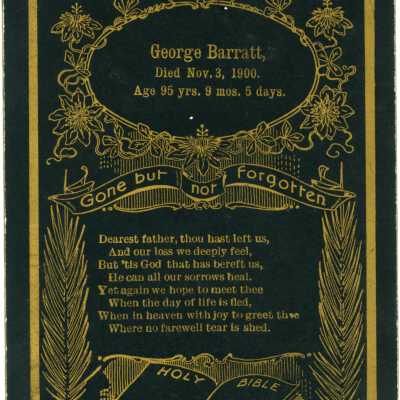 George Barratt,
Died Nov. 3, 1900.
Age 95 yrs. 9 mos. 5 days.
Gone but not forgotten
Dearest father, thou hast left us,
And our loss we deeply feel,
But 'tis God that has bereft us,
He can all our sorrows heal.
Yet again we hope to meet thee
When the day of life is fled,
When in heaven with joy to greet thee
Where no farewell tear is shed.
HOLY BIBLE